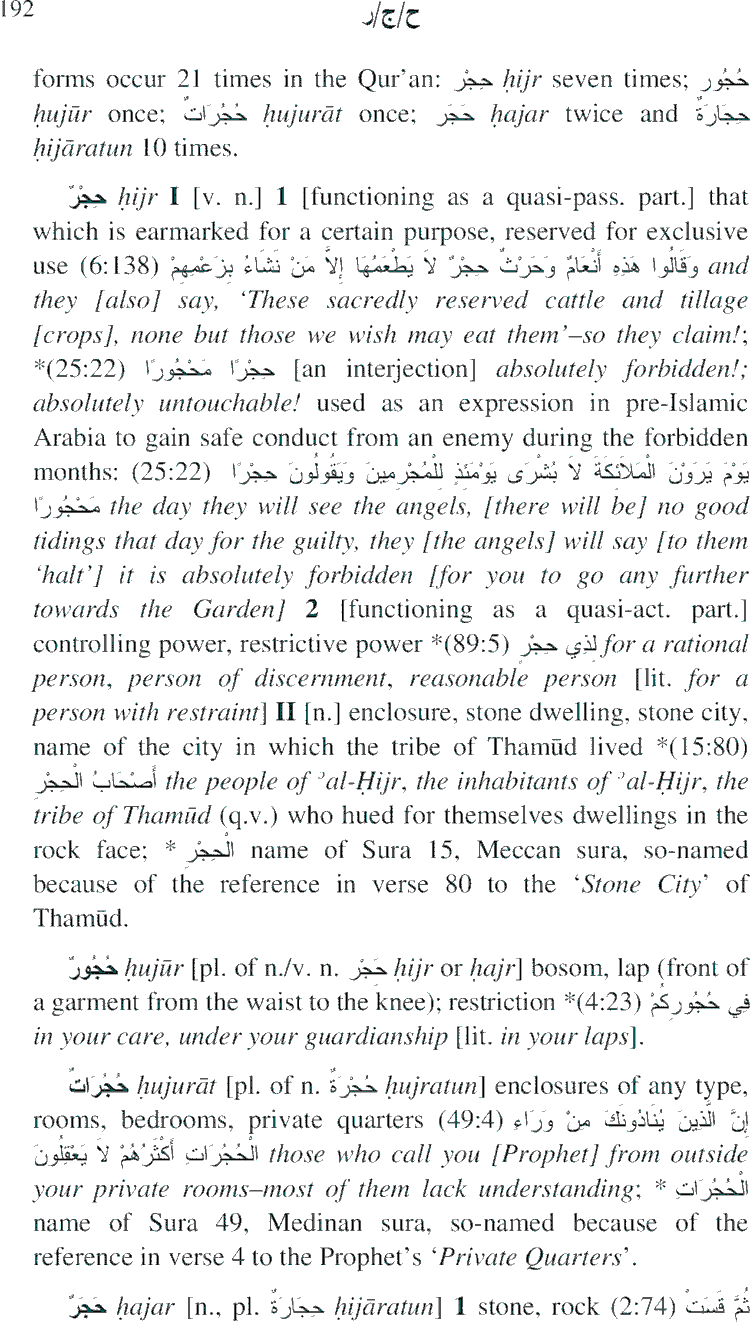 192 ح/ج/ر
forms occur 21 times in the Qur'an: حِجْر ḥijr seven times; حُجُور
ḥujūr once; حُجُرَاتٌ ḥujurāt once; حَجَر ḥajar twice and حِجَارَةٌ
ḥijāratun 10 times.
حِجْرٌ ḥijr I [v. n.] 1 [functioning as a quasi-pass. part.] that
which is earmarked for a certain purpose, reserved for exclusive
use (6:138) وَقَالُوا هَذِهِ أَنْعَامٌ وَحَرْثٌ حِجْرٌ لاَ يَطْعَمُهَا إِلاَّ مَنْ نَشَاءُ بِزَعْمِهِمْ and
they [also] say, ‘These sacredly reserved cattle and tillage
[crops], none but those we wish may eat them’–so they claim!;
*(25:22) حِجْرًا مَحْجُورًا [an interjection] absolutely forbidden!;
absolutely untouchable! used as an expression in pre-Islamic
Arabia to gain safe conduct from an enemy during the forbidden
months: (25:22) يَوْمَ يَرَوْنَ الْمَلاَئكَةَ لاَ بُشْرَى يَوْمَئذٍ لِلْمُجْرِمِينَ وَيَقُولُونَ حِجْرًا
مَحْجُورًا the day they will see the angels, [there will be] no good
tidings that day for the guilty, they [the angels] will say [to them
‘halt’] it is absolutely forbidden [for you to go any further
towards the Garden] 2 [functioning as a quasi-act. part.]
controlling power, restrictive power *(89:5) لِذِي حِجْرٍ for a rational
person, person of discernment, reasonable person [lit. for a
person with restraint] II [n.] enclosure, stone dwelling, stone city,
name of the city in which the tribe of Thamūd lived *(15:80)
أَصْحَابُ الْحِجْرِ the people of ʾal-Ḥijr, the inhabitants of ʾal-Ḥijr, the
tribe of Thamūd (q.v.) who hued for themselves dwellings in the
rock face; * الْحِجْرِ name of Sura 15, Meccan sura, so-named
because of the reference in verse 80 to the ‘Stone City’ of
Thamūd.
حُجُورٌ ḥujūr [pl. of n./v. n. حَجْر ḥijr or ḥajr] bosom, lap (front of
a garment from the waist to the knee); restriction *(4:23) فِي حُجُورِكُمْ
in your care, under your guardianship [lit. in your laps].
حُجُرَاتٌ ḥujurāt [pl. of n. حُجْرَةٌ ḥujratun] enclosures of any type,
rooms, bedrooms, private quarters (49:4) إِنَّ الَّذِينَ يُنَادُونَكَ مِنْ وَرَاءِ
الْحُجُرَاتِ أَكْثَرُهُمْ لاَ يَعْقِلُونَ those who call you [Prophet] from outside
your private rooms–most of them lack understanding; * الْحُجُرَاتِ
name of Sura 49, Medinan sura, so-named because of the
reference in verse 4 to the Prophet's ‘Private Quarters’.
حَجَرٌ ḥajar [n., pl. حِجَارَةٌ ḥijāratun] 1 stone, rock (2:74) ثُمَّ قَسَتْ